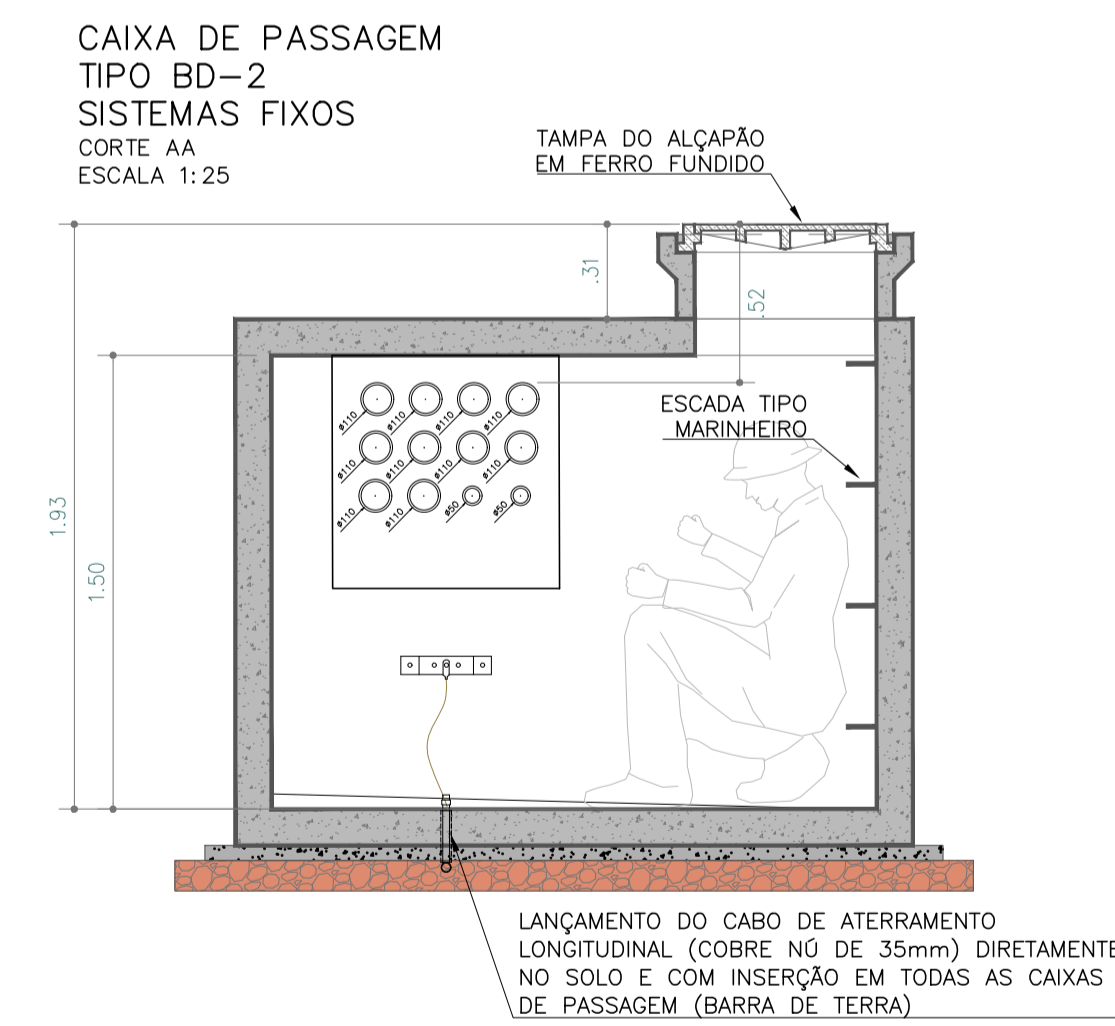 CAIXA DE PASSAGEM
TIPO BD-2
SISTEMAS FIXOS
CORTE AA
ESCALA 1:25
TAMPA DO ALÇAPÃO
EM FERRO FUNDIDO
.31
.52
1.93
1.50
ø110 ø110 ø110 ø110
ø110 ø110 ø110 ø110
ø110 ø110 ø50 ø50
ESCADA TIPO
MARINHEIRO
LANÇAMENTO DO CABO DE ATERRAMENTO
LONGITUDINAL (COBRE NÚ DE 35mm) DIRETAMENTE
NO SOLO E COM INSERÇÃO EM TODAS AS CAIXAS
DE PASSAGEM (BARRA DE TERRA)